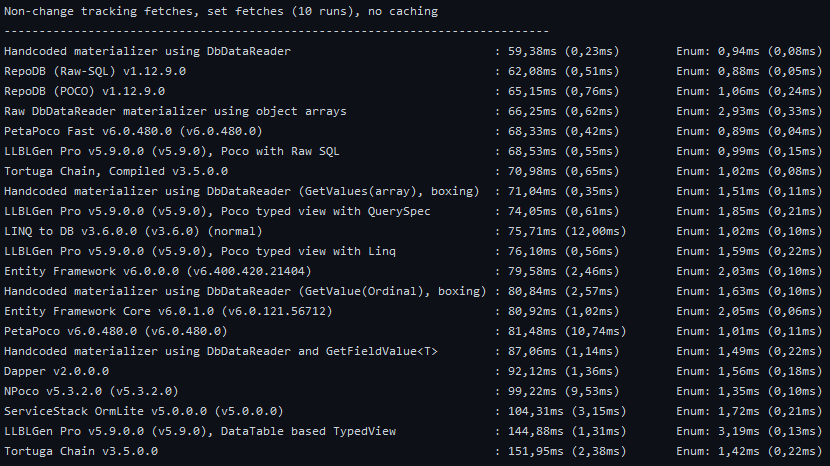 Non-change tracking fetches, set fetches (10 runs), no caching
------------------------------------------------------------------------------
Handcoded materializer using DbDataReader : 59,38ms (0,23ms) Enum: 0,94ms (0,08ms)
RepoDB (Raw-SQL) v1.12.9.0 : 62,08ms (0,51ms) Enum: 0,88ms (0,05ms)
RepoDB (POCO) v1.12.9.0 : 65,15ms (0,76ms) Enum: 1,06ms (0,24ms)
Raw DbDataReader materializer using object arrays : 66,25ms (0,62ms) Enum: 2,93ms (0,33ms)
PetaPoco Fast v6.0.480.0 (v6.0.480.0) : 68,33ms (0,42ms) Enum: 0,89ms (0,04ms)
LLBLGen Pro v5.9.0.0 (v5.9.0), Poco with Raw SQL : 68,53ms (0,55ms) Enum: 0,99ms (0,15ms)
Tortuga Chain, Compiled v3.5.0.0 : 70,98ms (0,65ms) Enum: 1,02ms (0,08ms)
Handcoded materializer using DbDataReader (GetValues(array), boxing) : 71,04ms (0,35ms) Enum: 1,51ms (0,11ms)
LLBLGen Pro v5.9.0.0 (v5.9.0), Poco typed view with QuerySpec : 74,05ms (0,61ms) Enum: 1,85ms (0,21ms)
LINQ to DB v3.6.0.0 (v3.6.0) (normal) : 75,71ms (12,00ms) Enum: 1,02ms (0,10ms)
LLBLGen Pro v5.9.0.0 (v5.9.0), Poco typed view with Linq : 76,10ms (0,56ms) Enum: 1,59ms (0,22ms)
Entity Framework v6.0.0.0 (v6.400.420.21404) : 79,58ms (2,46ms) Enum: 2,03ms (0,10ms)
Handcoded materializer using DbDataReader (GetValue(Ordinal), boxing) : 80,84ms (2,57ms) Enum: 1,63ms (0,10ms)
Entity Framework Core v6.0.1.0 (v6.0.121.56712) : 80,92ms (1,02ms) Enum: 2,05ms (0,06ms)
PetaPoco v6.0.480.0 (v6.0.480.0) : 81,48ms (10,74ms) Enum: 1,01ms (0,11ms)
Handcoded materializer using DbDataReader and GetFieldValue<T> : 87,06ms (1,14ms) Enum: 1,49ms (0,22ms)
Dapper v2.0.0.0 : 92,12ms (1,36ms) Enum: 1,56ms (0,18ms)
NPoco v5.3.2.0 (v5.3.2.0) : 99,22ms (9,53ms) Enum: 1,35ms (0,10ms)
ServiceStack OrmLite v5.0.0.0 (v5.0.0.0) : 104,31ms (3,15ms) Enum: 1,72ms (0,21ms)
LLBLGen Pro v5.9.0.0 (v5.9.0), DataTable based TypedView : 144,88ms (1,31ms) Enum: 3,19ms (0,13ms)
Tortuga Chain v3.5.0.0 : 151,95ms (2,38ms) Enum: 1,42ms (0,22ms)